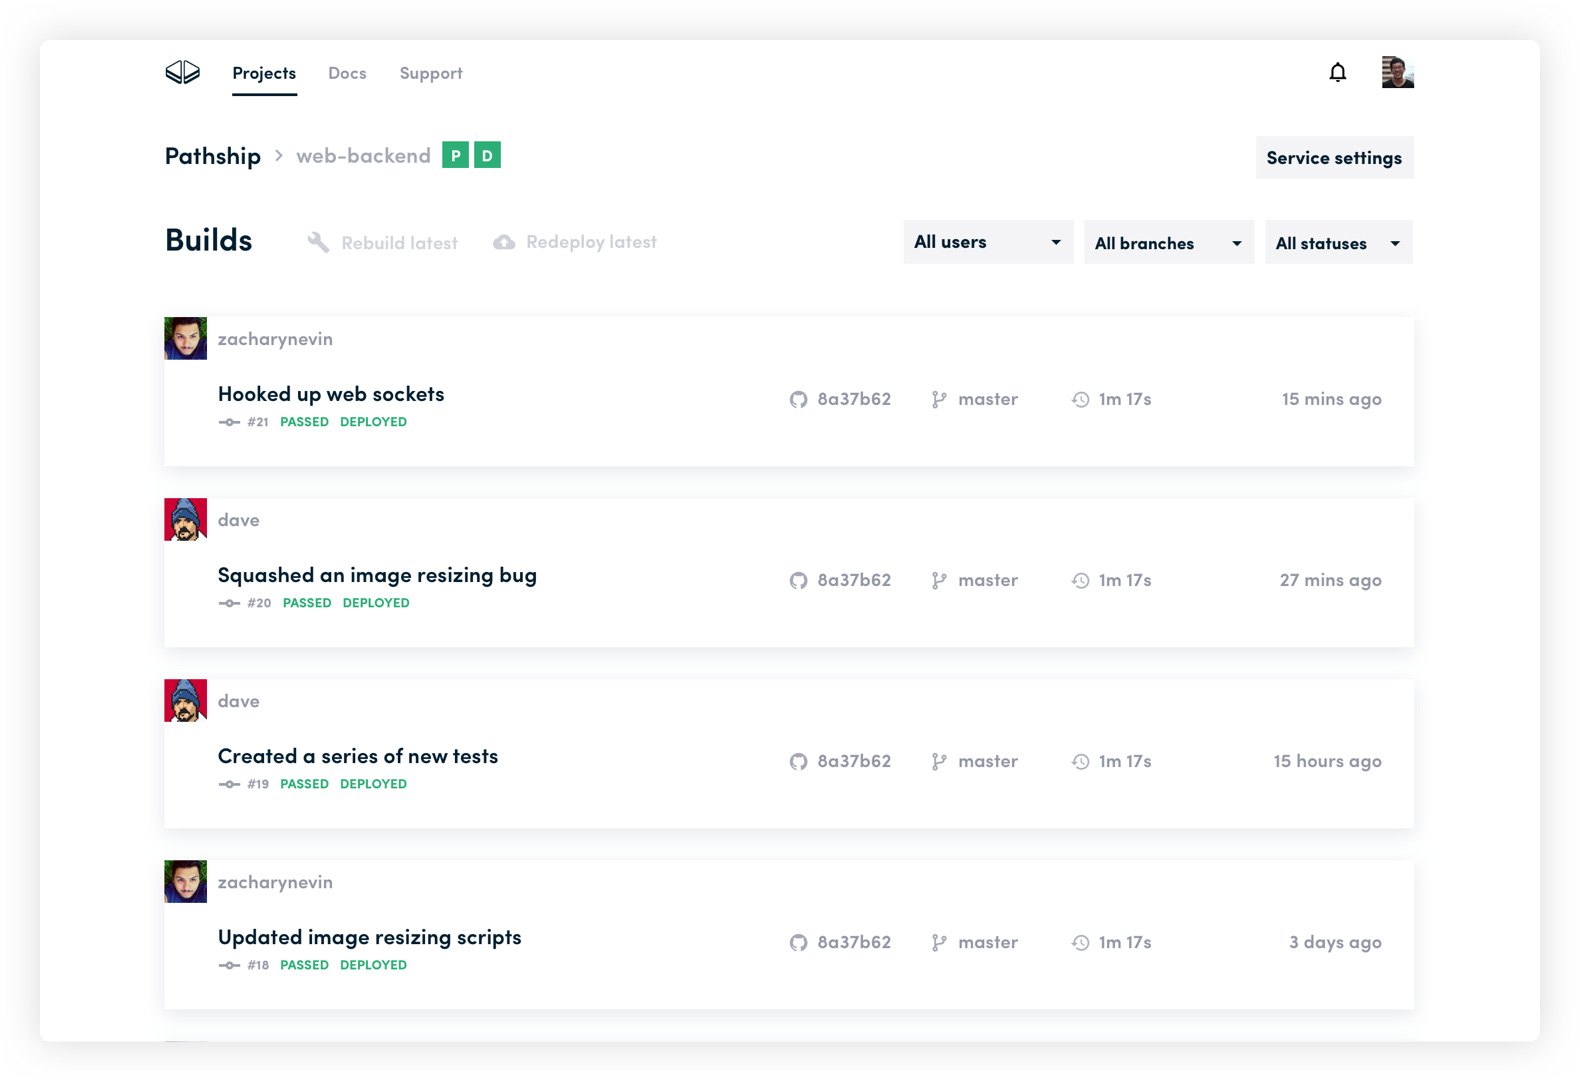 Projects Docs Support
Pathship > web-backend P D
Service settings
Builds Rebuild latest Redeploy latest
All users All branches All statuses
zacharynevin
Hooked up web sockets
8a37b62 master 1m 17s 15 mins ago
#21 PASSED DEPLOYED
dave
Squashed an image resizing bug
8a37b62 master 1m 17s 27 mins ago
#20 PASSED DEPLOYED
dave
Created a series of new tests
8a37b62 master 1m 17s 15 hours ago
#19 PASSED DEPLOYED
zacharynevin
Updated image resizing scripts
8a37b62 master 1m 17s 3 days ago
#18 PASSED DEPLOYED